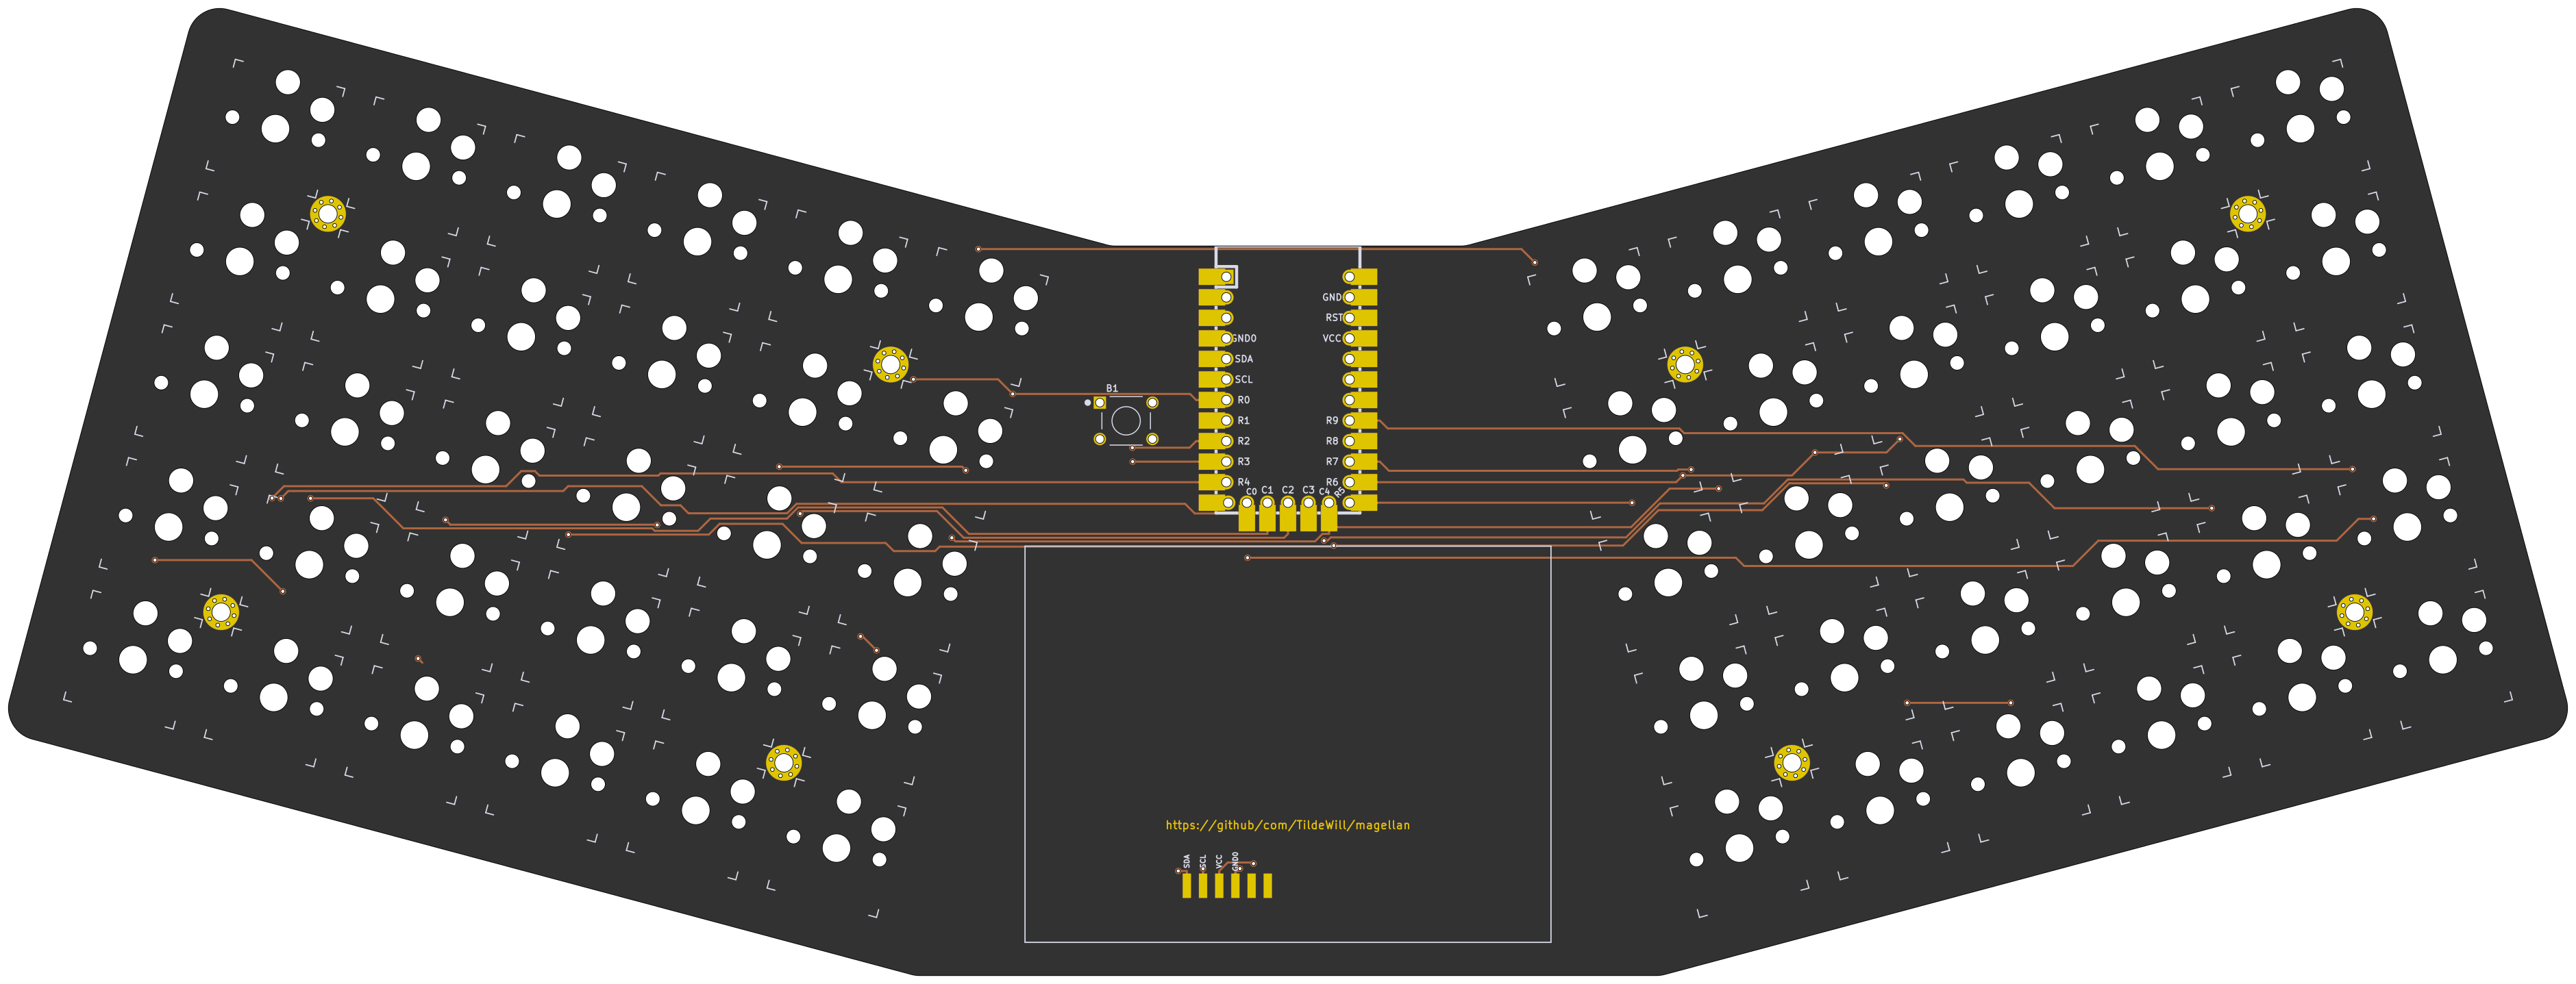 GND
RST
GND0 VCC
SDA
SCL
B1
R0
R1 R9
R2 R8
R3 R7
R4 R6
C0 C1 C2 C3 C4 R5
https://github/com/TildeWill/magellan
SDA SCL VCC GND0